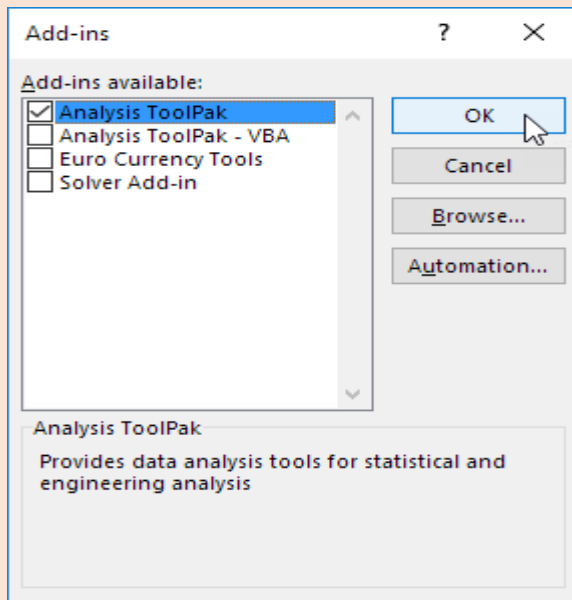 Add-ins
?
Add-ins available:
Analysis ToolPak
Analysis ToolPak - VBA
Euro Currency Tools
Solver Add-in
OK
Cancel
Browse...
Automation...
Analysis ToolPak
Provides data analysis tools for statistical and
engineering analysis